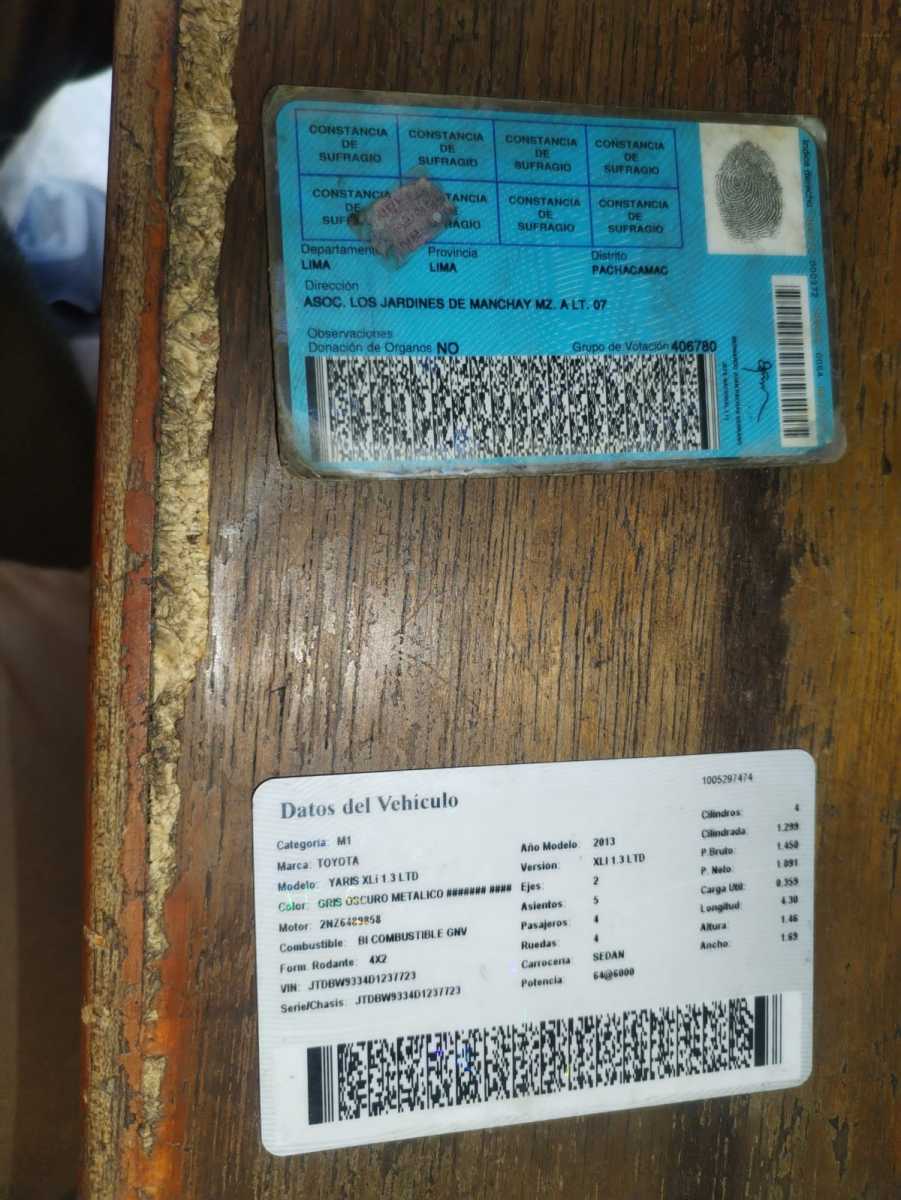 CONSTANCIA DE SUFRAGIO CONSTANCIA DE SUFRAGIO CONSTANCIA DE SUFRAGIO CONSTANCIA DE SUFRAGIO
CONSTANCIA DE CONSTANCIA DE SUFRAGIO CONSTANCIA DE SUFRAGIO
Departamento Provincia Distrito
LIMA LIMA PACHACAMAC
Dirección
ASOC. LOS JARDINES DE MANCHAY MZ. A LT. 07
Observaciones
Donación de Organos NO Grupo de Votación 406780
Indice derecho
1005297474
Datos del Vehículo
Categoria: M1
Marca: TOYOTA
Modelo: YARIS XLi 1.3 LTD
Color: GRIS OSCURO METALICO ####### ####
Motor: 2NZ6489858
Combustible: BI COMBUSTIBLE GNV
Form. Rodante: 4X2
VIN: JTDBW9334D1237723
Serie/Chasis: JTDBW9334D1237723
Año Modelo 2013
Versión: XLI 1.3 LTD
Ejes: 2
Asientos: 5
Pasajeros: 4
Ruedas: 4
Carrocería: SEDAN
Potencia: 64@6000
Cilindros: 4
Cilindrada: 1.299
P.Bruto: 1.450
P. Neto: 1.091
Carga Util: 0.359
Longitud: 4.30
Altura: 1.46
Ancho: 1.69